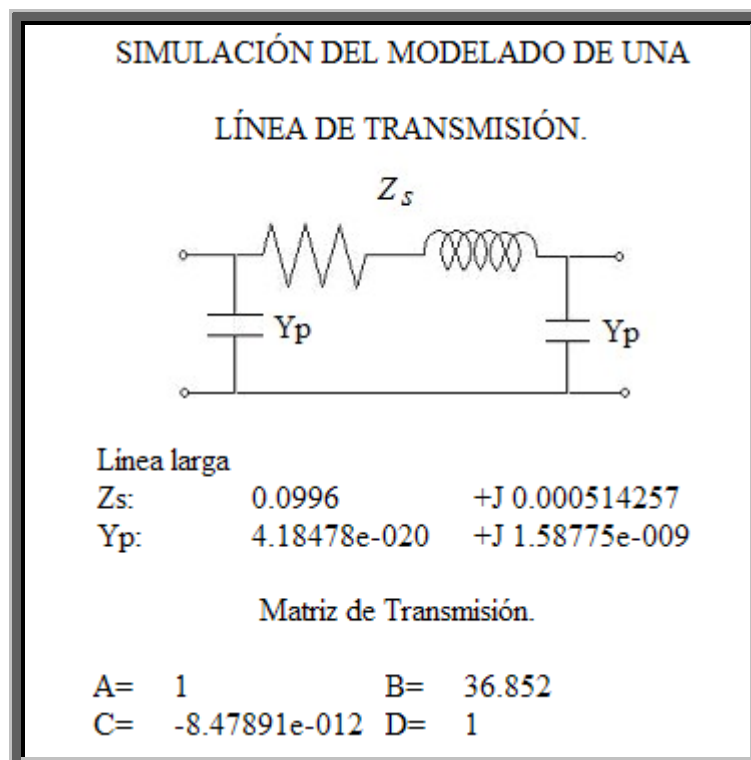 SIMULACIÓN DEL MODELADO DE UNA
LÍNEA DE TRANSMISIÓN.
Zs
Yp
Yp
Línea larga
Zs: 0.0996 +J 0.000514257
Yp: 4.18478e-020 +J 1.58775e-009
Matriz de Transmisión.
A= 1 B= 36.852
C= -8.47891e-012 D= 1